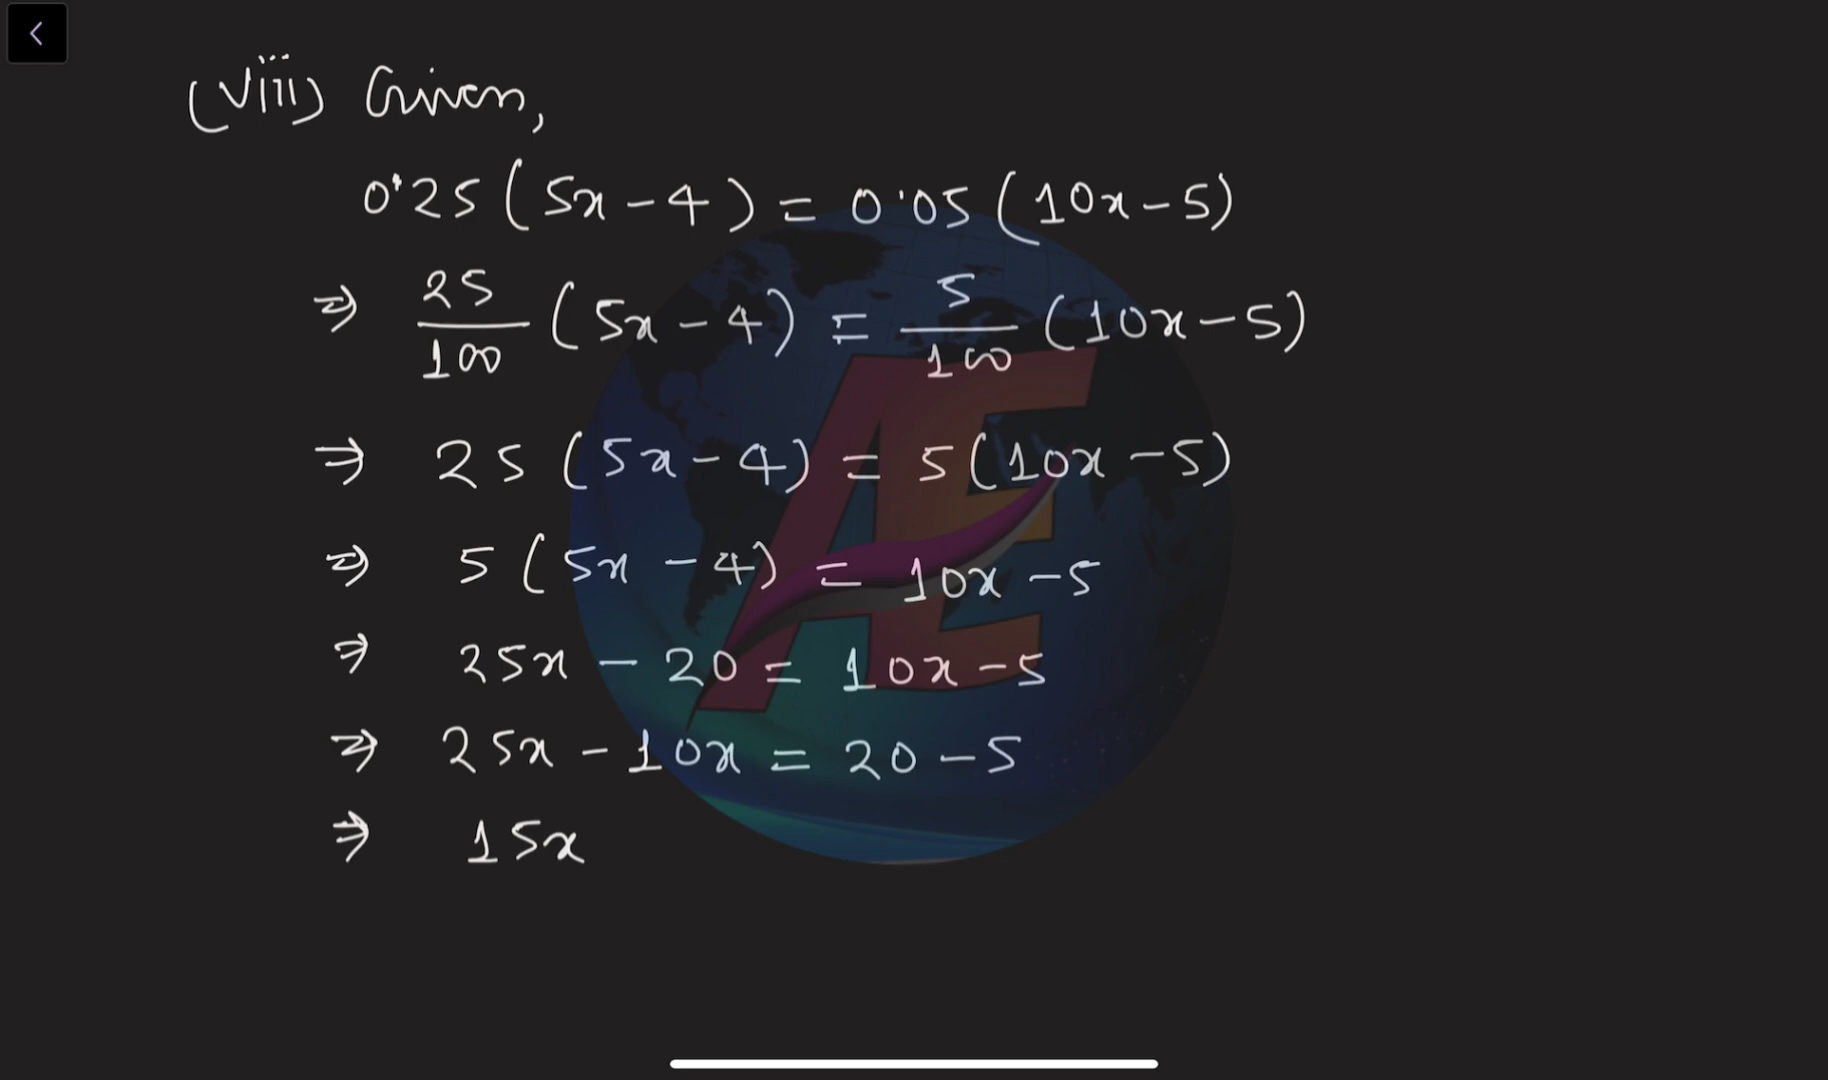 (viii) Given,
0.25(5x-4) = 0.05(10x-5)
⇒ 25/100 (5x-4) = 5/100 (10x-5)
⇒ 25(5x-4) = 5(10x-5)
⇒ 5(5x-4) = 10x-5
⇒ 25x-20 = 10x-5
⇒ 25x-10x = 20-5
⇒ 15x
Æ